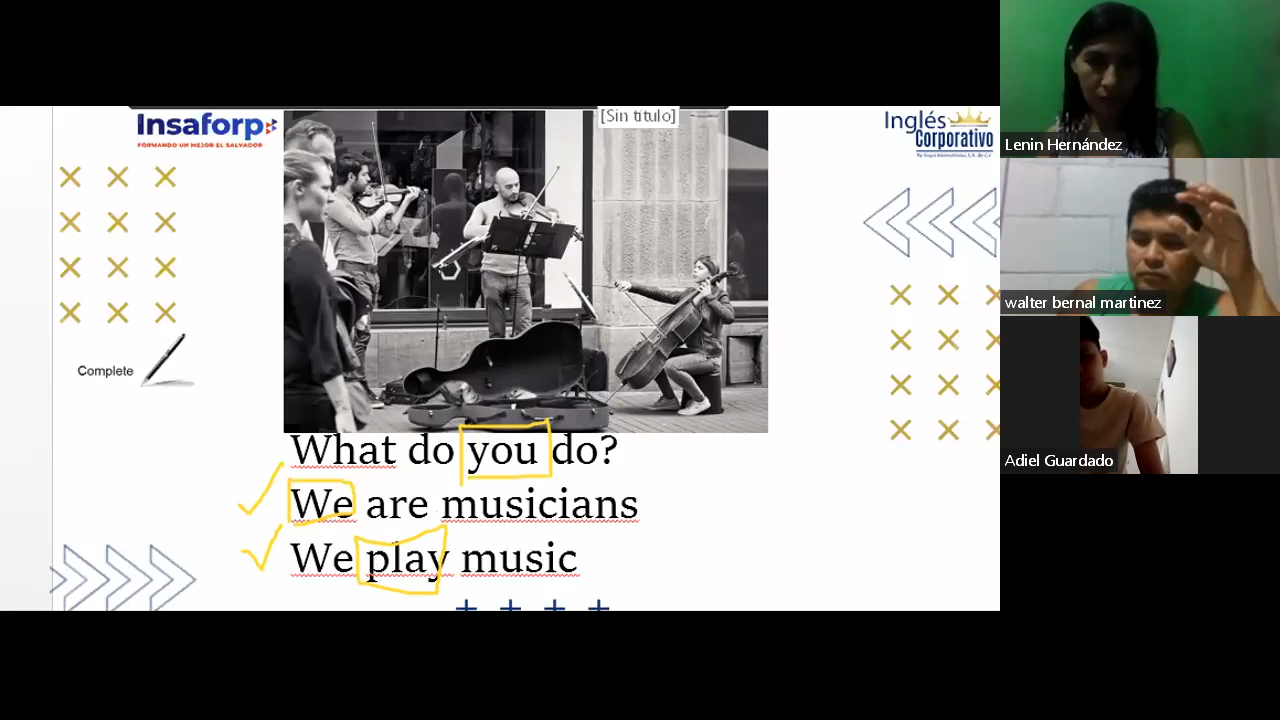 Insaforp
FORMANDO UN MEJOR EL SALVADOR
[Sin título]
Inglés
Corporativo
Complete
What do you do?
We are musicians
We play music
Lenin Hernández
walter bernal martinez
Adiel Guardado